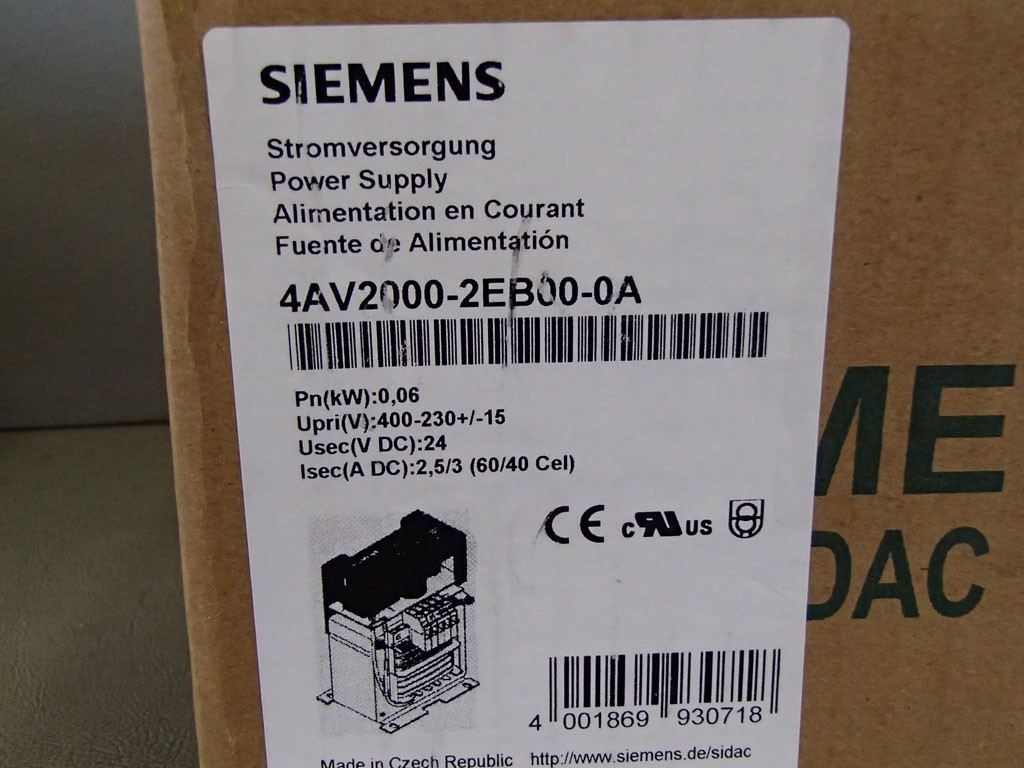 SIEMENS
Stromversorgung
Power Supply
Alimentation en Courant
Fuente de Alimentatión
4AV2000-2EB00-0A
Pn(kW):0,06
Upri(V):400-230+/-15
Usec(V DC):24
Isec(A DC):2,5/3 (60/40 Cel)
CE c RU US
4 001869 930718
Made in Czech Republic http://www.siemens.de/sidac
ME
DAC